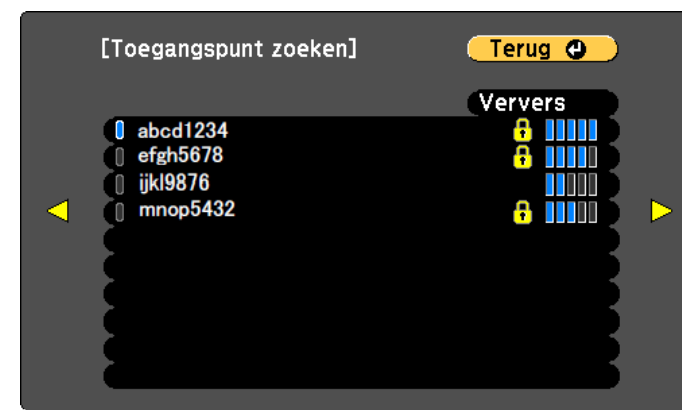 [Toegangspunt zoeken]
Terug
Ververs
abcd1234
efgh5678
ijkl9876
mnop5432